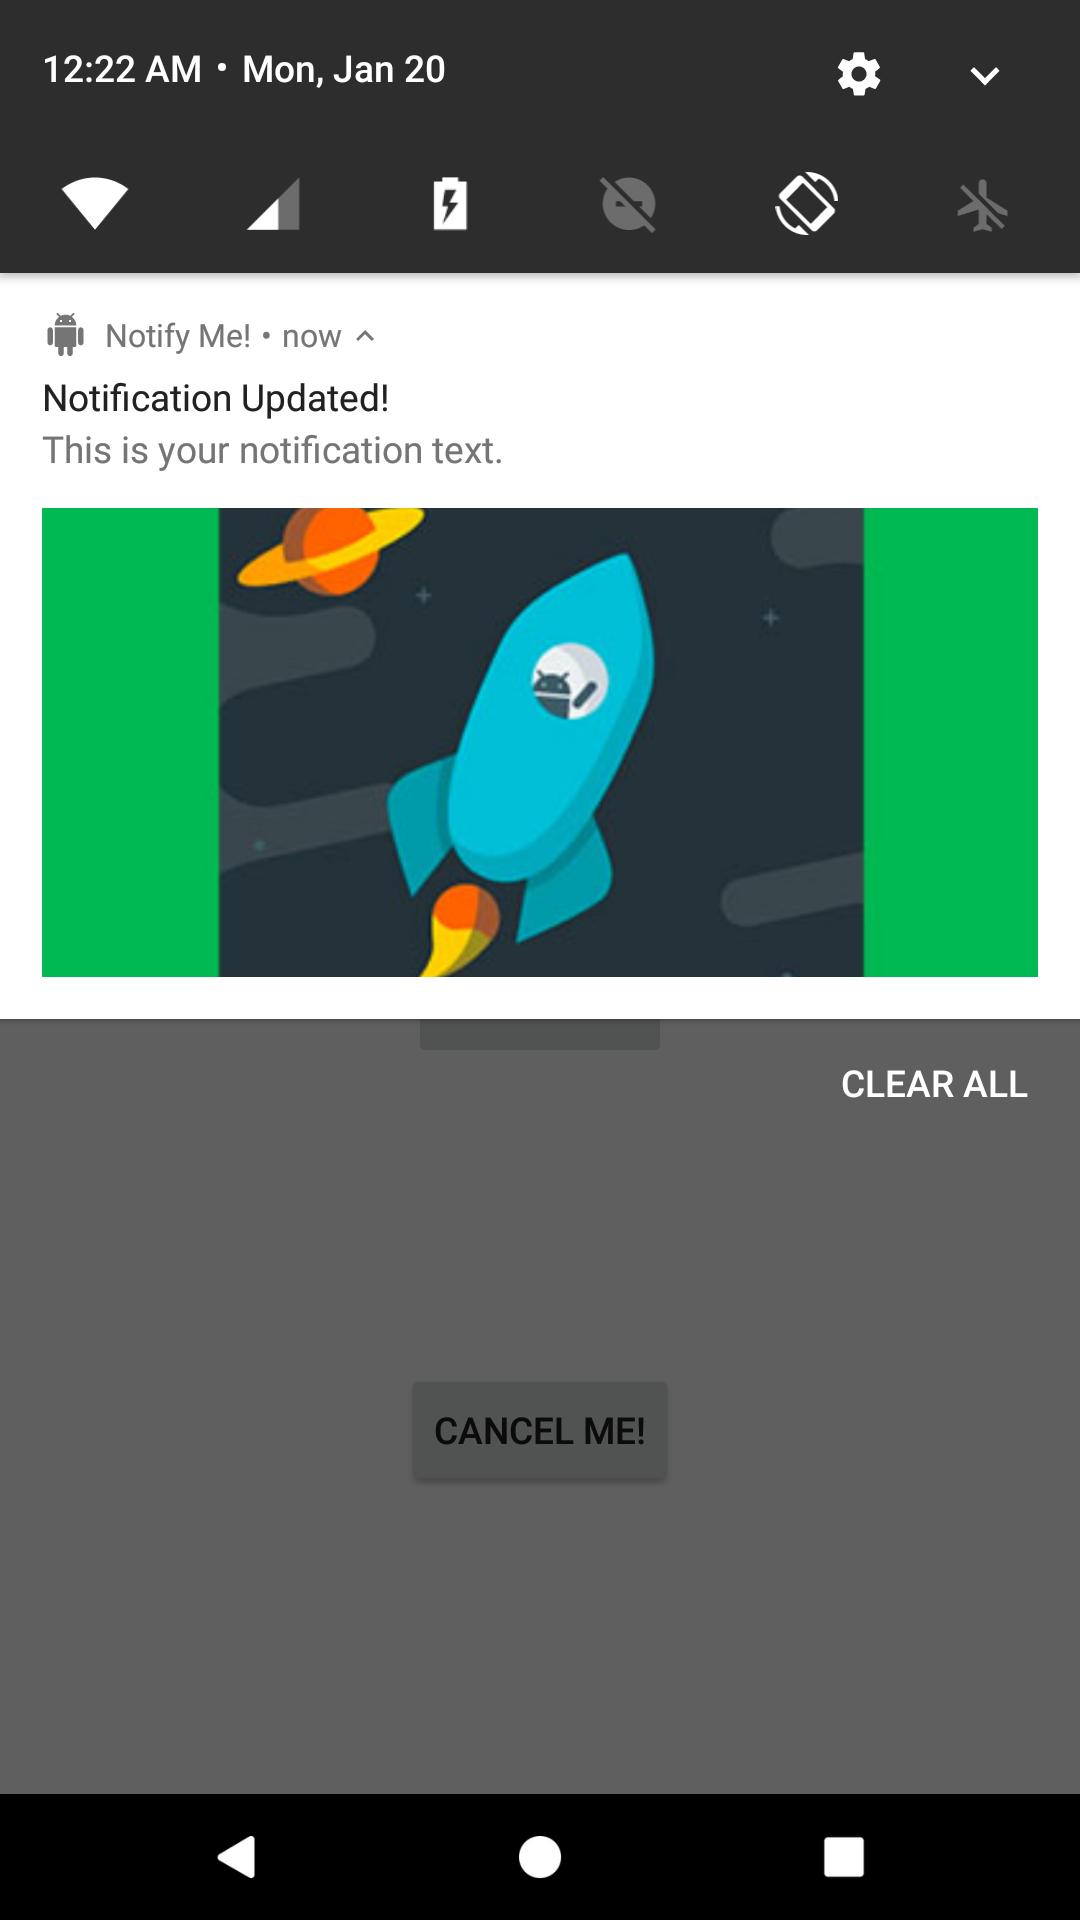 12:22 AM • Mon, Jan 20
Notify Me! • now
Notification Updated!
This is your notification text.
CLEAR ALL
CANCEL ME!